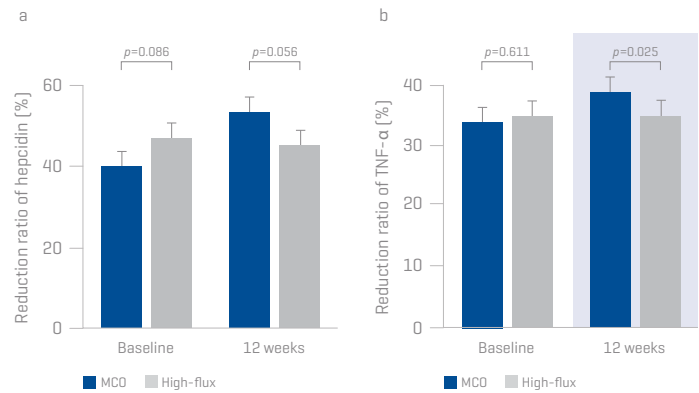 a
p=0.086
p=0.056
Reduction ratio of hepcidin (%)
60
40
20
0
Baseline
12 weeks
MCO
High-flux
b
p=0.611
p=0.025
Reduction ratio of TNF-α (%)
40
30
20
10
0
Baseline
12 weeks
MCO
High-flux